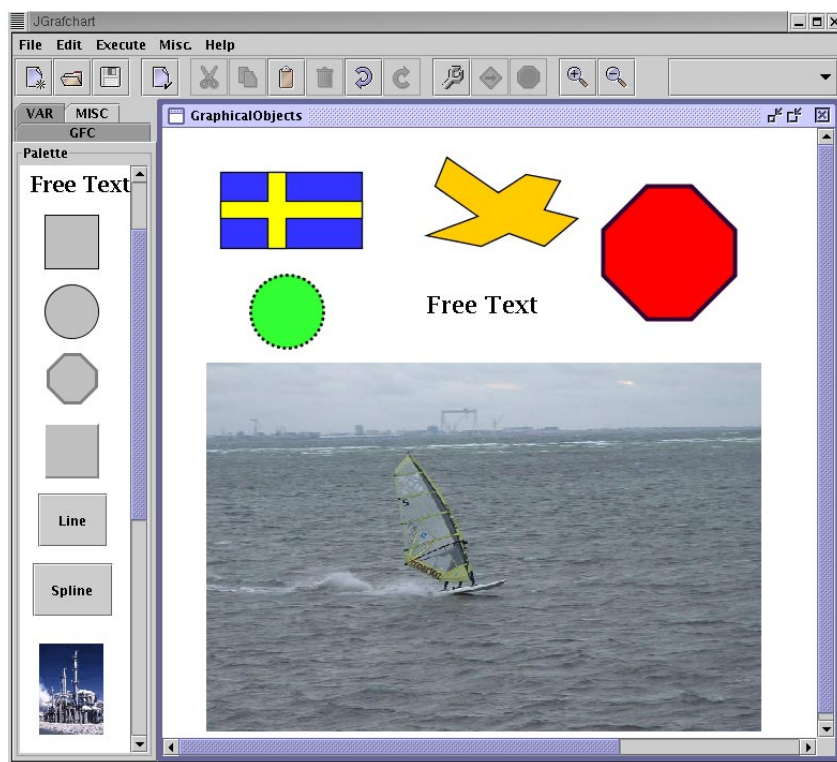 JGrafchart
File Edit Execute Misc. Help
VAR MISC
GFC
Palette
Free Text
Line
Spline
GraphicalObjects
Free Text